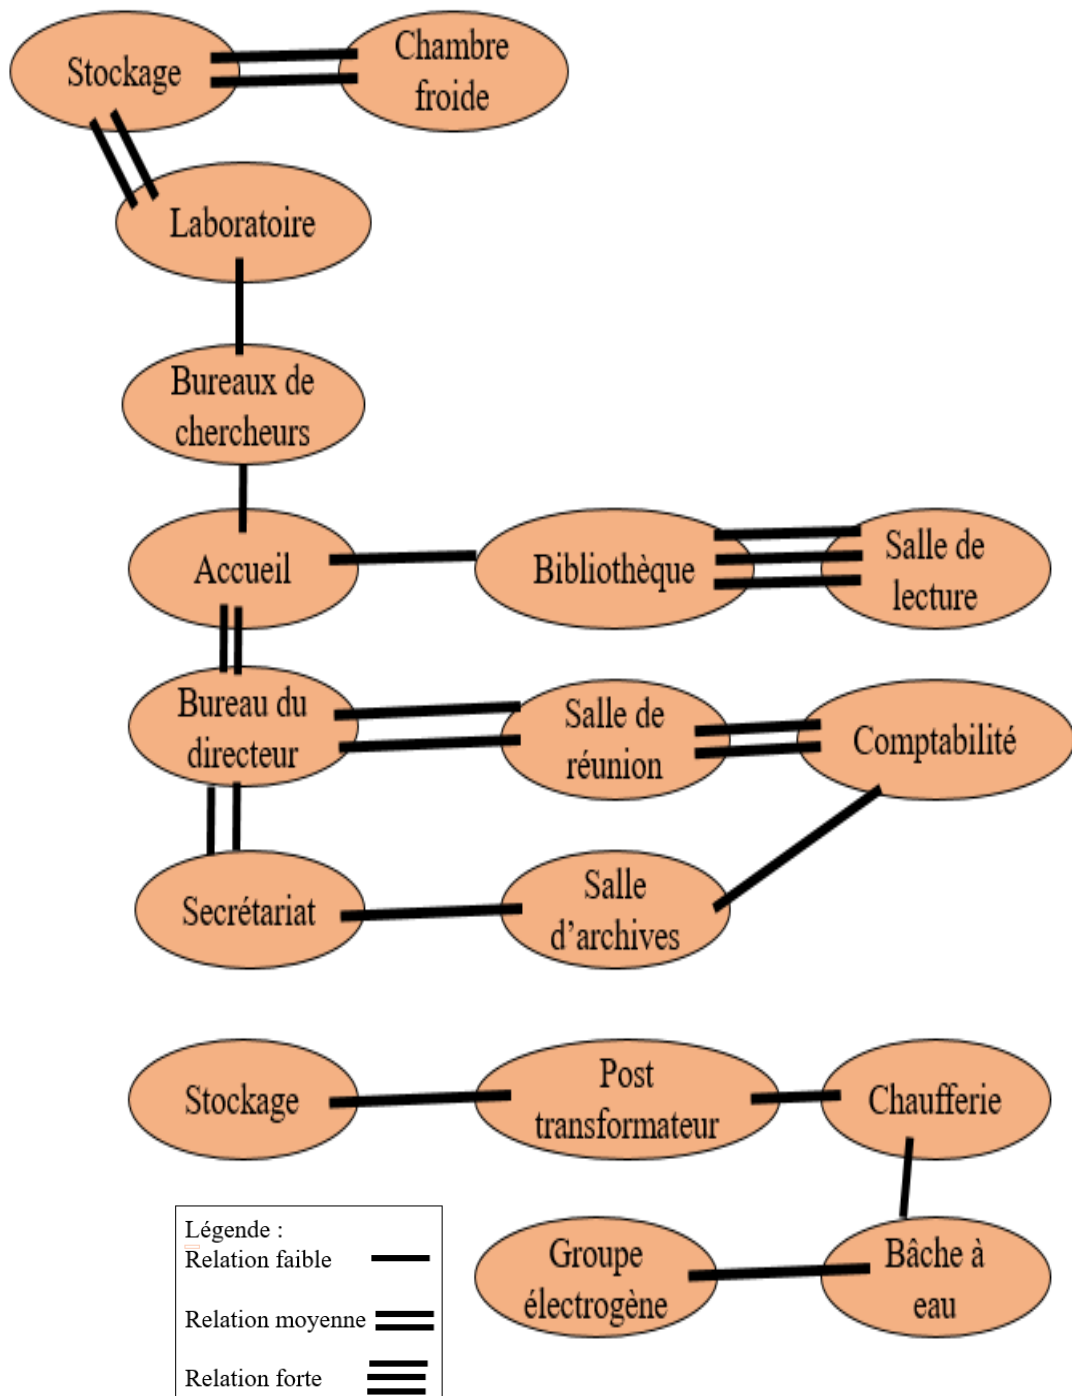 Stockage
Chambre
froide
Laboratoire
Bureaux de
chercheurs
Accueil
Bibliothèque
Salle de
lecture
Bureau du
directeur
Salle de
réunion
Comptabilité
Secrétariat
Salle
d’archives
Stockage
Post
transformateur
Chaufferie
Groupe
électrogène
Bâche à
eau
Légende :
Relation faible
Relation moyenne
Relation forte